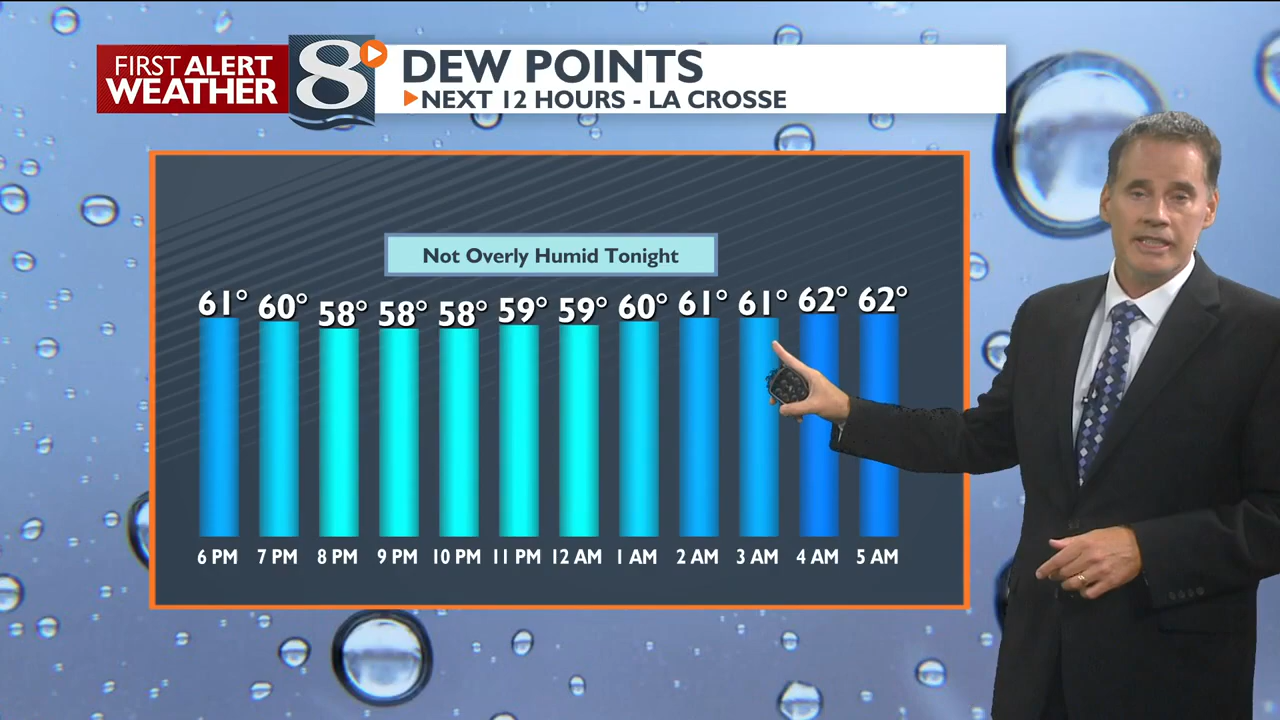 FIRST ALERT
WEATHER
8
DEW POINTS
NEXT 12 HOURS - LA CROSSE
Not Overly Humid Tonight
61° 60° 58° 58° 58° 59° 59° 60° 61° 61° 62° 62°
6 PM 7 PM 8 PM 9 PM 10 PM 11 PM 12 AM 1 AM 2 AM 3 AM 4 AM 5 AM